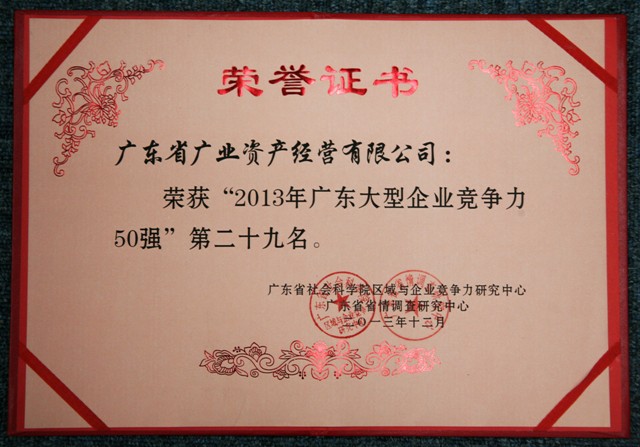 荣誉证书
广东省广业资产经营有限公司：
荣获“2013年广东大型企业竞争力
50强”第二十九名。
广东省社会科学院区域与企业竞争力研究中心
广东省省情调查研究中心
二〇一三年十二月